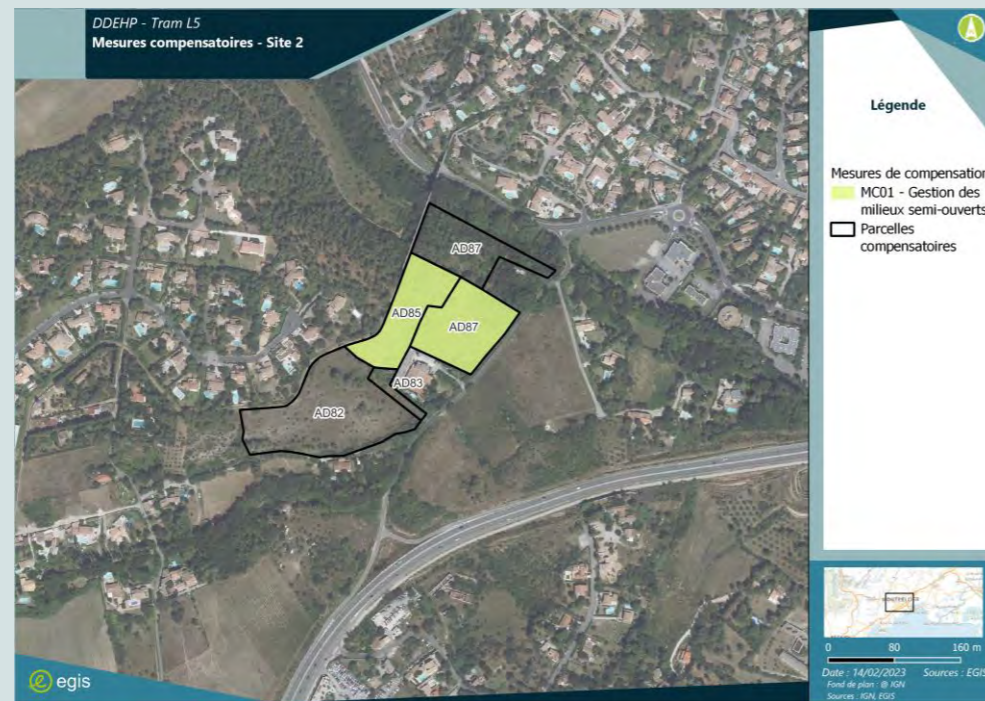 DDEHP - Tram L5
Mesures compensatoires - Site 2
AD87
AD85
AD87
AD83
AD82
egis
Légende
Mesures de compensation
MC01 - Gestion des
milieux semi-ouverts
Parcelles
compensatoires
0 80 160 m
Date : 14/02/2023 Sources : EGIS
Fond de plan : @ IGN
Sources : IGN, EGIS